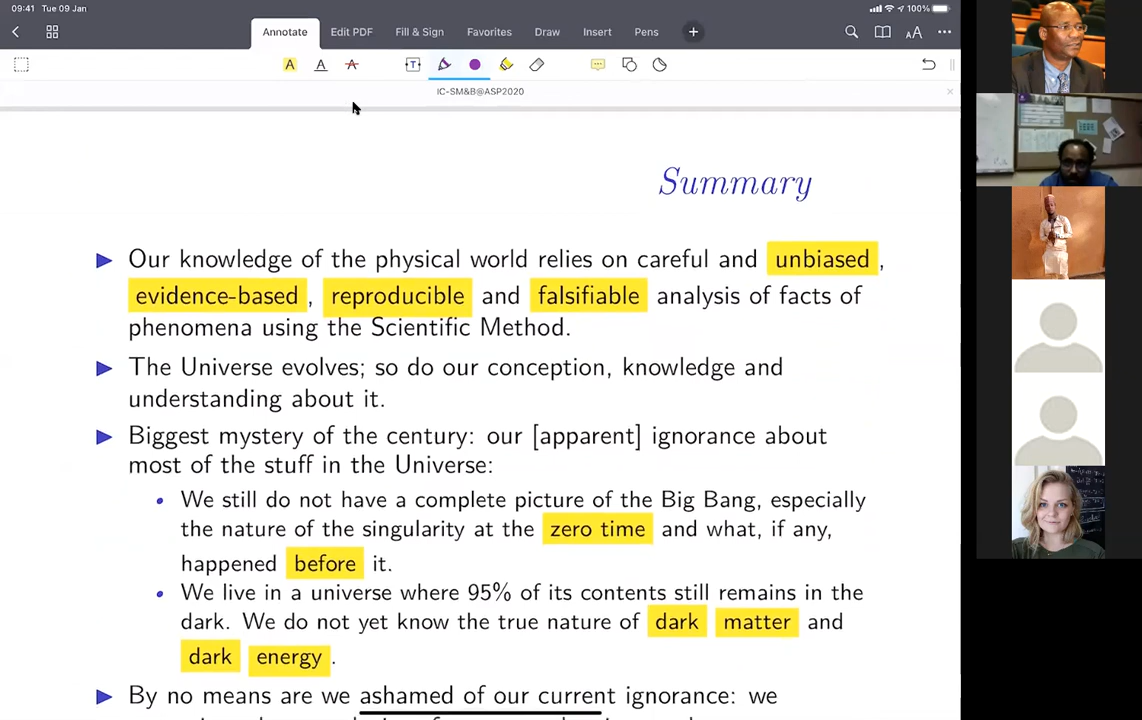 09:41 Tue 09 Jan
100%
Annotate Edit PDF Fill & Sign Favorites Draw Insert Pens
IC-SM&B@ASP2020
Summary
Our knowledge of the physical world relies on careful and unbiased,
evidence-based, reproducible and falsifiable analysis of facts of
phenomena using the Scientific Method.
The Universe evolves; so do our conception, knowledge and
understanding about it.
Biggest mystery of the century: our [apparent] ignorance about
most of the stuff in the Universe:
We still do not have a complete picture of the Big Bang, especially
the nature of the singularity at the zero time and what, if any,
happened before it.
We live in a universe where 95% of its contents still remains in the
dark. We do not yet know the true nature of dark matter and
dark energy.
By no means are we ashamed of our current ignorance: we